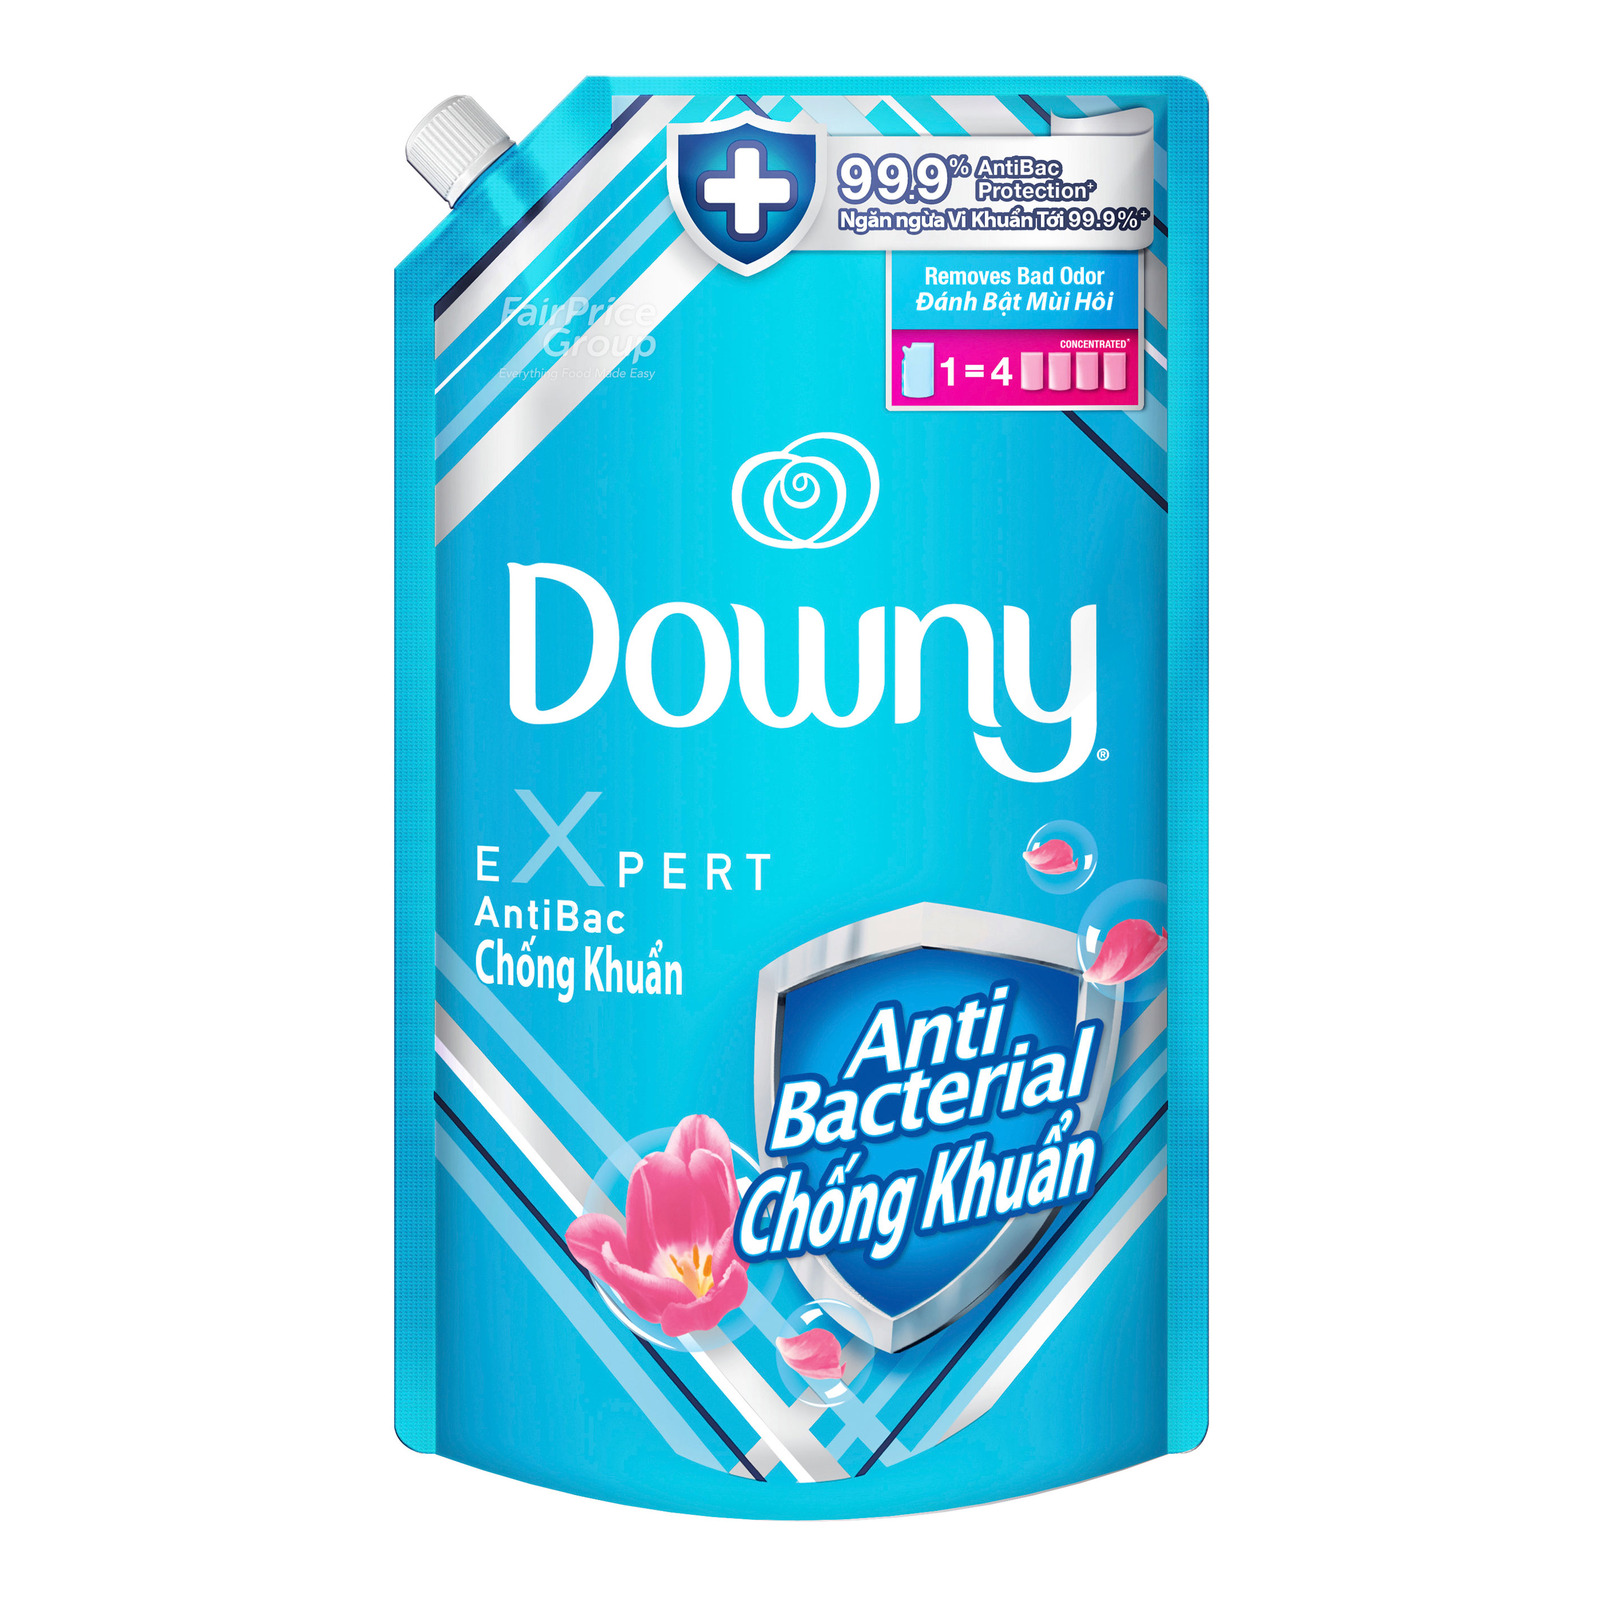 99.9% AntiBac
Protection+
Ngăn ngừa Vi Khuẩn Tới 99.9%+
Removes Bad Odor
Đánh Bật Mùi Hôi
CONCENTRATED*
1=4
FairPrice
Group
Everything Food Made Easy
Downy®
EXPERT
AntiBac
Chống Khuẩn
Anti
Bacterial
Chống Khuẩn